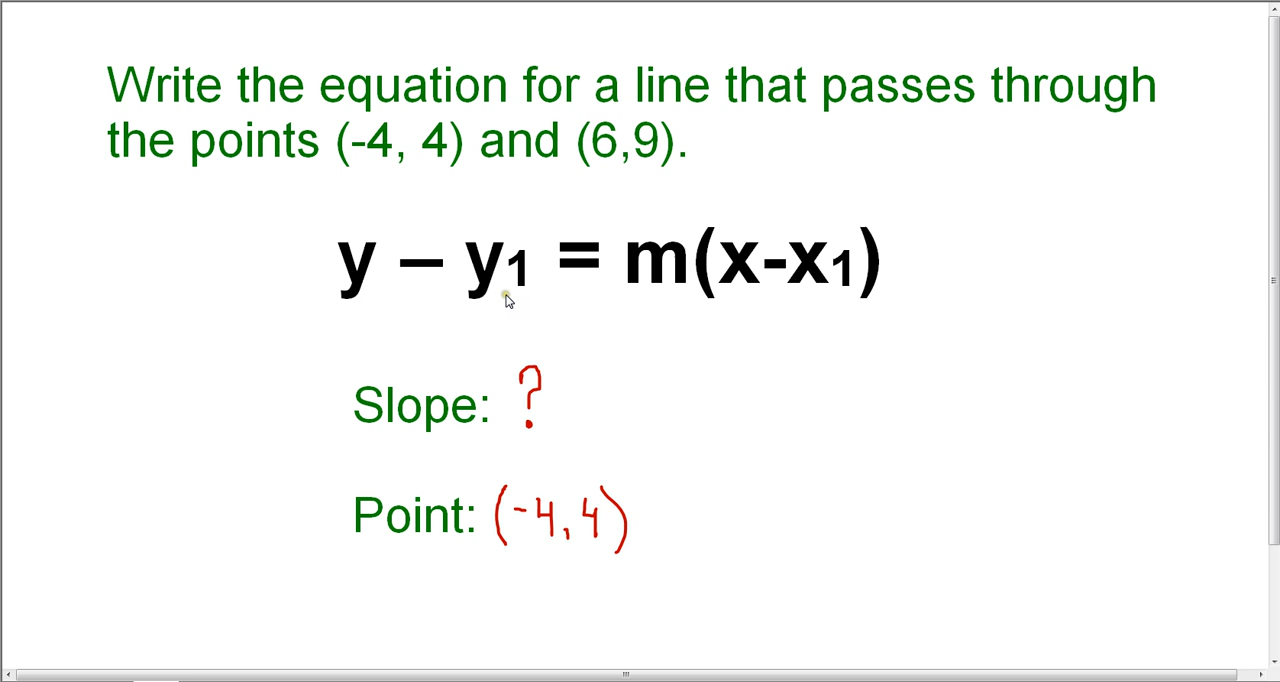 Write the equation for a line that passes through
the points (-4, 4) and (6,9).
y – y₁ = m(x-x₁)
Slope: ?
Point: (-4,4)